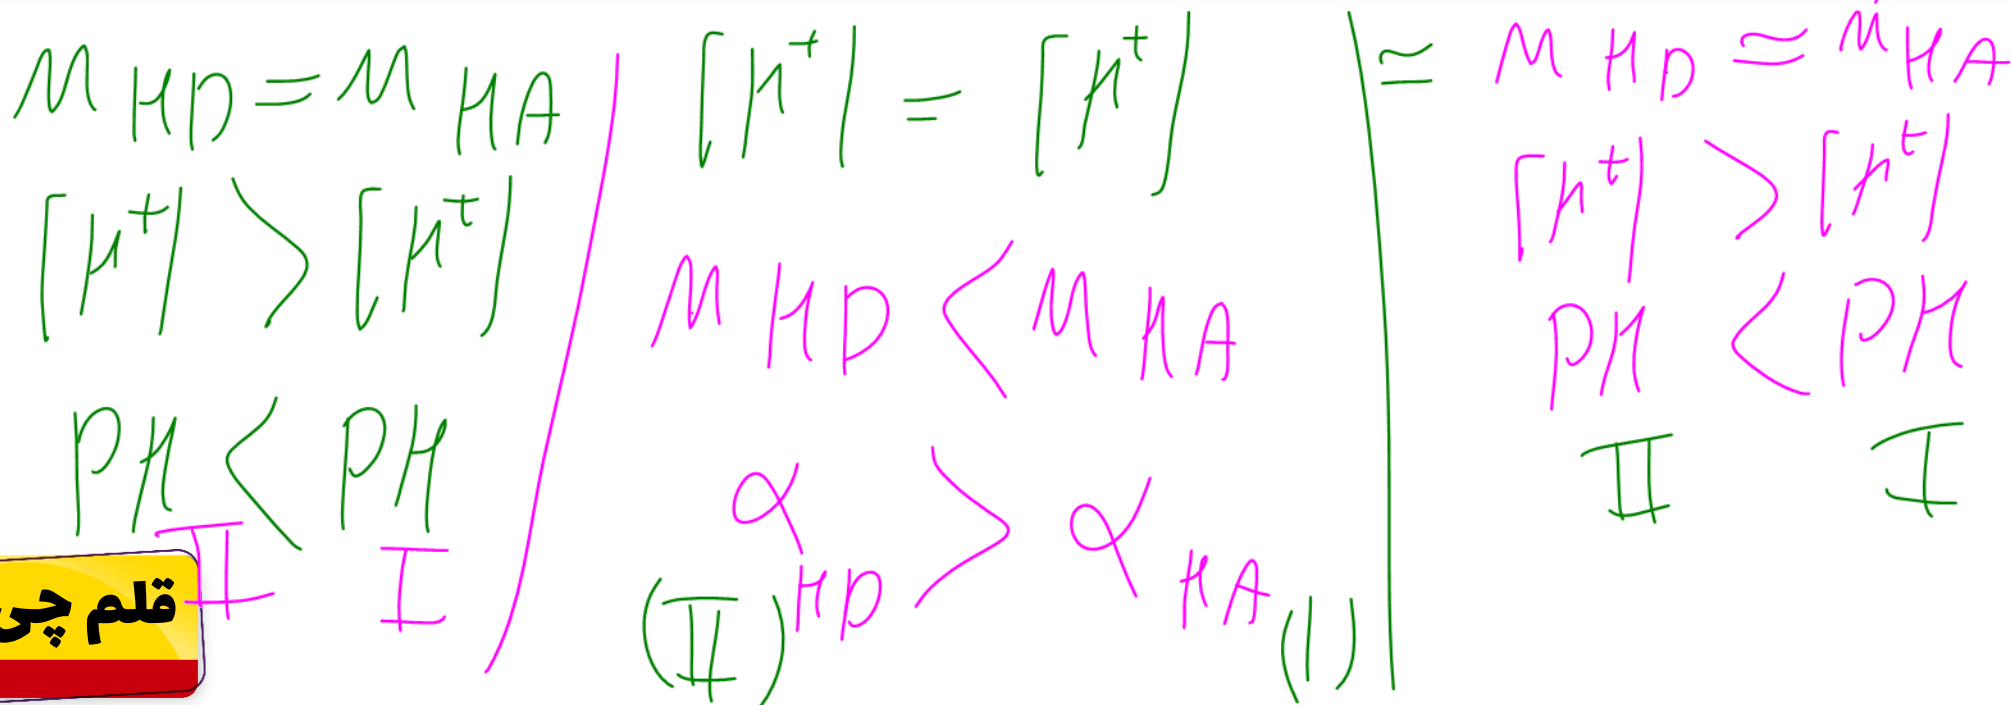 M HD = M HA
[H+] > [H+]
PH < PH
II I
[H+] = [H+]
M HD < M HA
α HD > α HA
(II) (I)
≃ M HD ≃ M HA
[H+] > [H+]
PH < PH
II I
قلم چی